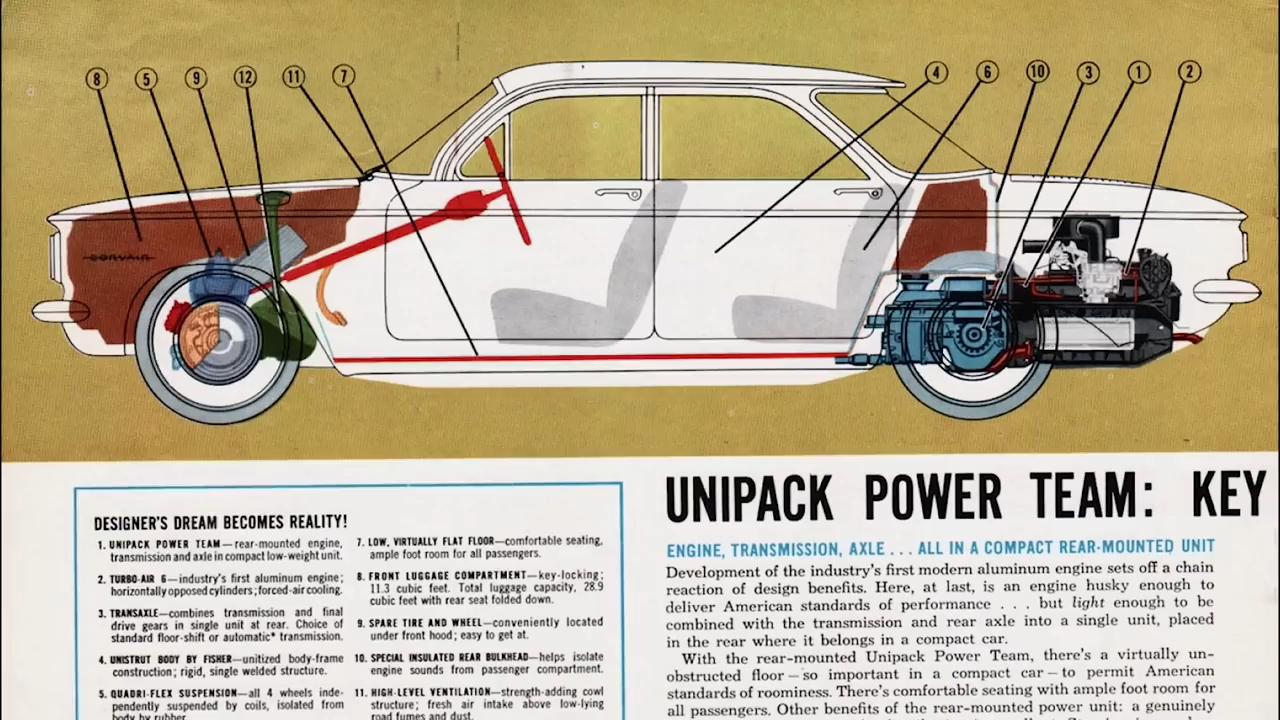 8 5 9 12 11 7 4 6 10 3 1 2
CORVAIR
DESIGNER'S DREAM BECOMES REALITY!
1. UNIPACK POWER TEAM—rear-mounted engine,
transmission and axle in compact low-weight unit.
2. TURBO-AIR 6—industry's first aluminum engine;
horizontally opposed cylinders; forced-air cooling.
3. TRANSAXLE—combines transmission and final
drive gears in single unit at rear. Choice of
standard floor-shift or automatic* transmission.
4. UNISTRUT BODY BY FISHER—unitized body-frame
construction; rigid, single welded structure.
5. QUADRI-FLEX SUSPENSION—all 4 wheels inde-
pendently suspended by coils, isolated from
body by rubber.
7. LOW, VIRTUALLY FLAT FLOOR—comfortable seating,
ample foot room for all passengers.
8. FRONT LUGGAGE COMPARTMENT—key-locking;
11.3 cubic feet. Total luggage capacity, 28.9
cubic feet with rear seat folded down.
9. SPARE TIRE AND WHEEL—conveniently located
under front hood; easy to get at.
10. SPECIAL INSULATED REAR BULKHEAD—helps isolate
engine sounds from passenger compartment.
11. HIGH-LEVEL VENTILATION—strength-adding cowl
structure; fresh air intake above low-lying
road fumes and dust.
UNIPACK POWER TEAM: KEY
ENGINE, TRANSMISSION, AXLE . . . ALL IN A COMPACT REAR-MOUNTED UNIT
Development of the industry's first modern aluminum engine sets off a chain
reaction of design benefits. Here, at last, is an engine husky enough to
deliver American standards of performance . . . but light enough to be
combined with the transmission and rear axle into a single unit, placed
in the rear where it belongs in a compact car.
With the rear-mounted Unipack Power Team, there's a virtually un-
obstructed floor—so important in a compact car—to permit American
standards of roominess. There's comfortable seating with ample foot room for
all passengers. Other benefits of the rear-mounted power unit: a genuinely